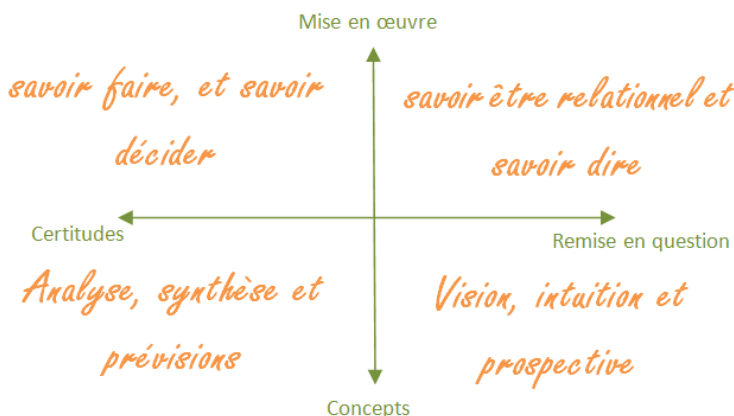 Mise en œuvre
savoir faire, et savoir
décider
savoir être relationnel et
savoir dire
Certitudes
Remise en question
Analyse, synthèse et
prévisions
Vision, intuition et
prospective
Concepts